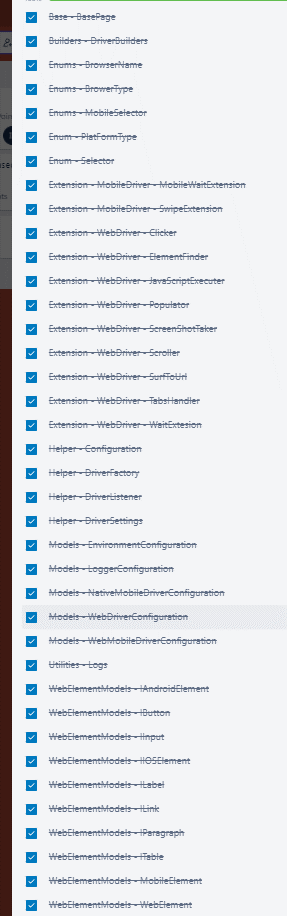 Base - BasePage
Builders - DriverBuilders
Enums - BrowserName
Enums - BrowerType
Enums - MobileSelector
Enum - PlatFormType
Enum - Selector
Extension - MobileDriver - MobileWaitExtension
Extension - MobileDriver - SwipeExtension
Extension - WebDriver - Clicker
Extension - WebDriver - ElementFinder
Extension - WebDriver - JavaScriptExecuter
Extension - WebDriver - Populator
Extension - WebDriver - ScreenShotTaker
Extension - WebDriver - Scroller
Extension - WebDriver - SurfToUrl
Extension - WebDriver - TabsHandler
Extension - WebDriver - WaitExtesion
Helper - Configuration
Helper - DriverFactory
Helper - DriverListener
Helper - DriverSettings
Models - EnvironmentConfiguration
Models - LoggerConfiguration
Models - NativeMobileDriverConfiguration
Models - WebDriverConfiguration
Models - WebMobileDriverConfiguration
Utilities - Logs
WebElementModels - IAndroidElement
WebElementModels - IButton
WebElementModels - IInput
WebElementModels - IIOSElement
WebElementModels - ILabel
WebElementModels - ILink
WebElementModels - IParagraph
WebElementModels - ITable
WebElementModels - MobileElement
WebElementModels - WebElement